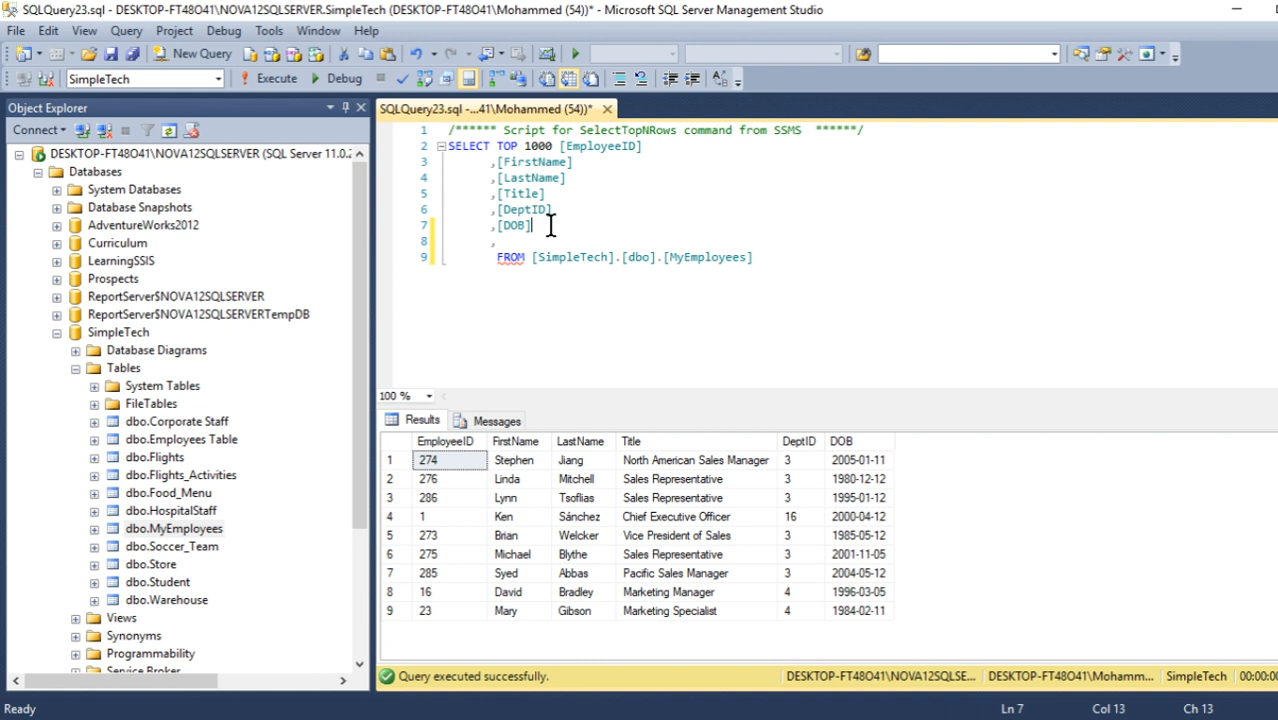 SQLQuery23.sql - DESKTOP-FT48O41\NOVA12SQLSERVER.SimpleTech (DESKTOP-FT48O41\Mohammed (54))* - Microsoft SQL Server Management Studio
File Edit View Query Project Debug Tools Window Help
New Query
SimpleTech Execute Debug
Object Explorer
Connect
DESKTOP-FT48O41\NOVA12SQLSERVER (SQL Server 11.0.2
Databases
System Databases
Database Snapshots
AdventureWorks2012
Curriculum
LearningSSIS
Prospects
ReportServer$NOVA12SQLSERVER
ReportServer$NOVA12SQLSERVERTempDB
SimpleTech
Database Diagrams
Tables
System Tables
FileTables
dbo.Corporate Staff
dbo.Employees Table
dbo.Flights
dbo.Flights_Activities
dbo.Food_Menu
dbo.HospitalStaff
dbo.MyEmployees
dbo.Soccer_Team
dbo.Store
dbo.Student
dbo.Warehouse
Views
Synonyms
Programmability
Service Broker
SQLQuery23.sql -...41\Mohammed (54))*
1 /****** Script for SelectTopNRows command from SSMS ******/
2 SELECT TOP 1000 [EmployeeID]
3 ,[FirstName]
4 ,[LastName]
5 ,[Title]
6 ,[DeptID]
7 ,[DOB]
8 ,
9 FROM [SimpleTech].[dbo].[MyEmployees]
100 %
Results Messages
EmployeeID FirstName LastName Title DeptID DOB
1 274 Stephen Jiang North American Sales Manager 3 2005-01-11
2 276 Linda Mitchell Sales Representative 3 1980-12-12
3 286 Lynn Tsoflias Sales Representative 3 1995-01-12
4 1 Ken Sánchez Chief Executive Officer 16 2000-04-12
5 273 Brian Welcker Vice President of Sales 3 1985-05-12
6 275 Michael Blythe Sales Representative 3 2001-11-05
7 285 Syed Abbas Pacific Sales Manager 3 2004-05-12
8 16 David Bradley Marketing Manager 4 1996-03-05
9 23 Mary Gibson Marketing Specialist 4 1984-02-11
Query executed successfully. DESKTOP-FT48O41\NOVA12SQLSE... DESKTOP-FT48O41\Mohamm... SimpleTech 00:00:0
Ready Ln 7 Col 13 Ch 13